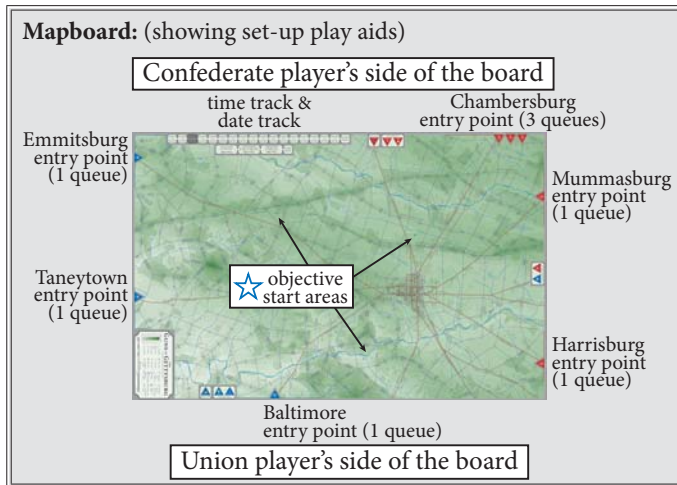 Mapboard: (showing set-up play aids)
Confederate player's side of the board
time track &
date track
Chambersburg
entry point (3 queues)
Emmitsburg
entry point
(1 queue)
Mummasburg
entry point
(1 queue)
Taneytown
entry point
(1 queue)
objective
start areas
Harrisburg
entry point
(1 queue)
Baltimore
entry point (1 queue)
Union player's side of the board